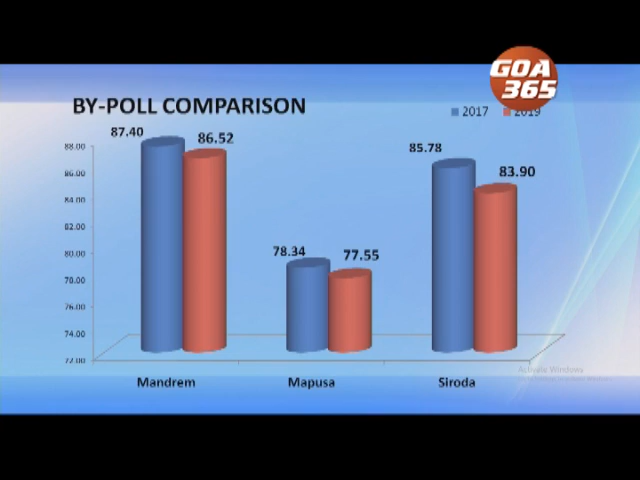 GOA
365
BY-POLL COMPARISON
2017 2019
87.40 86.52 78.34 77.55 85.78 83.90
88.00
86.00
84.00
82.00
80.00
78.00
76.00
74.00
72.00
Mandrem Mapusa Siroda
Activate Windows